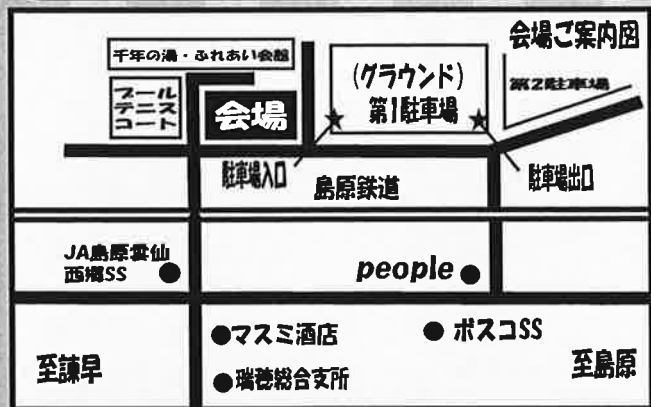 会場ご案内図
千年の湯・ふれあい会館
プール
テニス
コート
会場
(グラウンド)
第1駐車場
第2駐車場
駐車場入口
駐車場出口
島原鉄道
JA島原雲仙
西郷SS
people
マスミ酒店
ボスコSS
瑞穂総合支所
至諫早
至島原